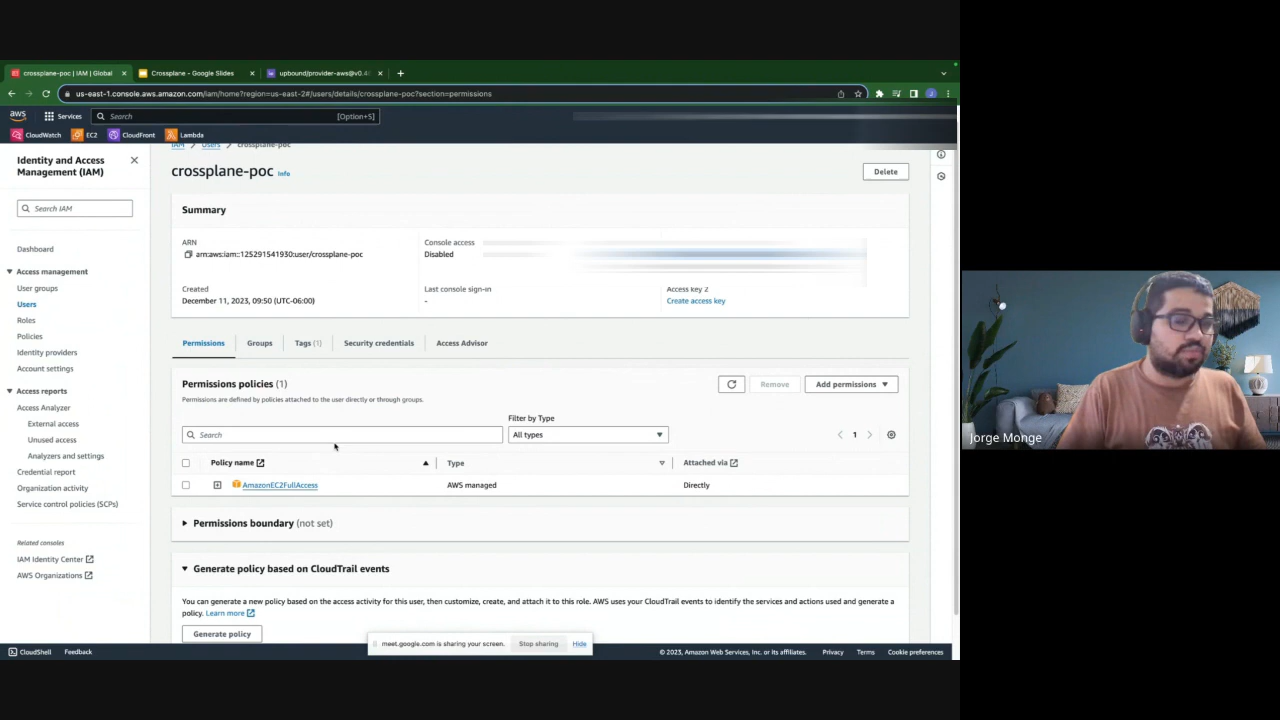 crossplane-poc | IAM | Global
Crossplane - Google Slides
upbound/provider-aws@v0.4
us-east-1.console.aws.amazon.com/iam/home?region=us-east-2#/users/details/crossplane-poc?section=permissions
aws
Services
Search
[Option+S]
CloudWatch
EC2
CloudFront
Lambda
Identity and Access
Management (IAM)
Search IAM
Dashboard
Access management
User groups
Users
Roles
Policies
Identity providers
Account settings
Access reports
Access Analyzer
External access
Unused access
Analyzers and settings
Credential report
Organization activity
Service control policies (SCPs)
Related consoles
IAM Identity Center
AWS Organizations
IAM > Users > crossplane-poc
crossplane-poc Info
Delete
Summary
ARN
arn:aws:iam::125291541930:user/crossplane-poc
Console access
Disabled
Created
December 11, 2023, 09:50 (UTC-06:00)
Last console sign-in
-
Access key 2
Create access key
Permissions
Groups
Tags (1)
Security credentials
Access Advisor
Permissions policies (1)
Remove
Add permissions
Permissions are defined by policies attached to the user directly or through groups.
Filter by Type
Search
All types
1
Policy name
Type
Attached via
AmazonEC2FullAccess
AWS managed
Directly
Permissions boundary (not set)
Generate policy based on CloudTrail events
You can generate a new policy based on the access activity for this user, then customize, create, and attach it to this role. AWS uses your CloudTrail events to identify the services and actions used and generate a
policy. Learn more
Generate policy
meet.google.com is sharing your screen.
Stop sharing
Hide
CloudShell
Feedback
© 2023, Amazon Web Services, Inc. or its affiliates.
Privacy
Terms
Cookie preferences
Jorge Monge